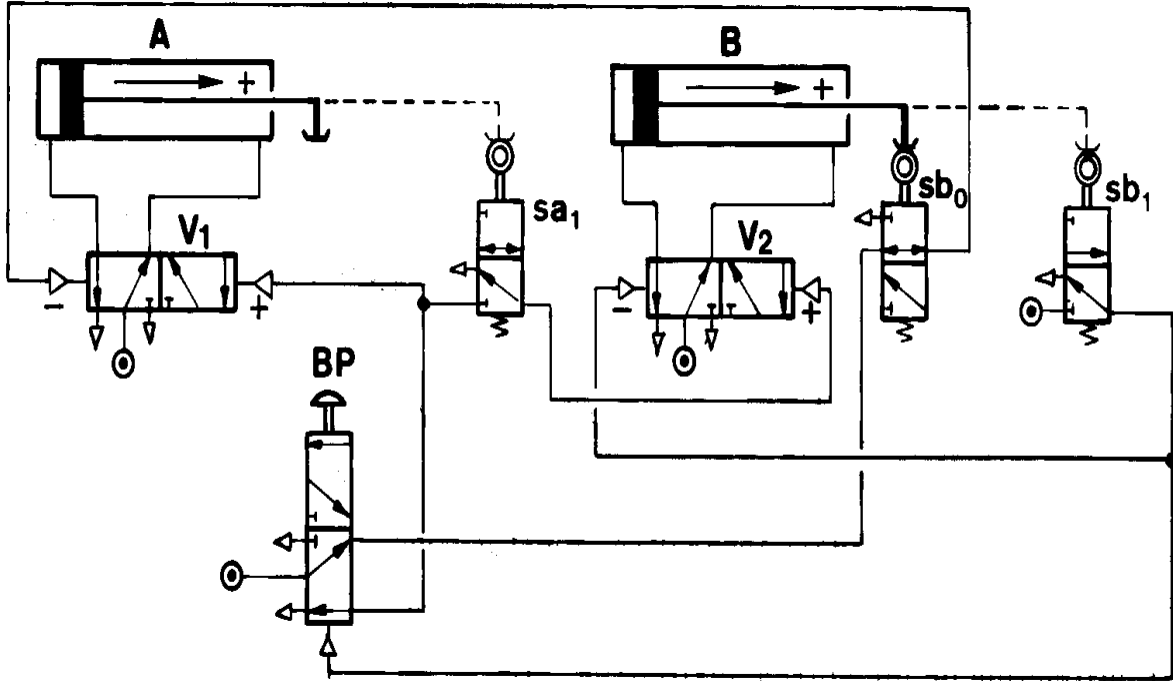 A
B
+
+
sa₁
sb₀
sb₁
V₁
V₂
-
+
-
+
BP